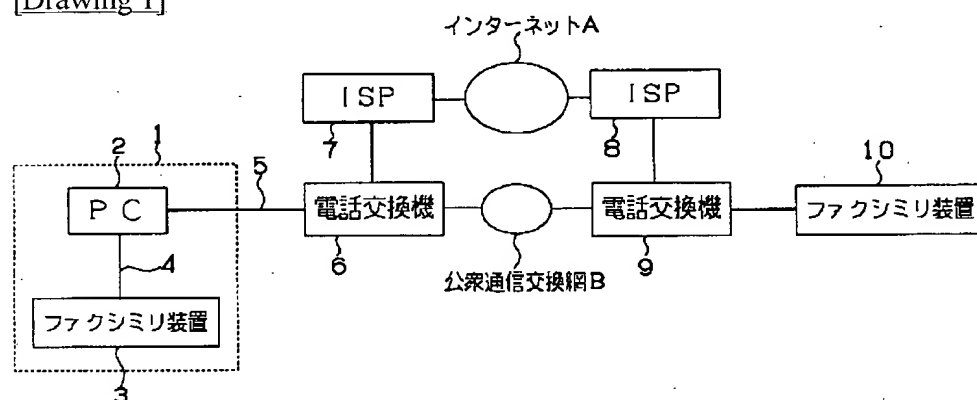 [Drawing 1]
インターネットA
ISP
ISP
7
8
1
2
5
10
PC
電話交換機
電話交換機
ファクシミリ装置
4
6
9
公衆通信交換網B
ファクシミリ装置
3